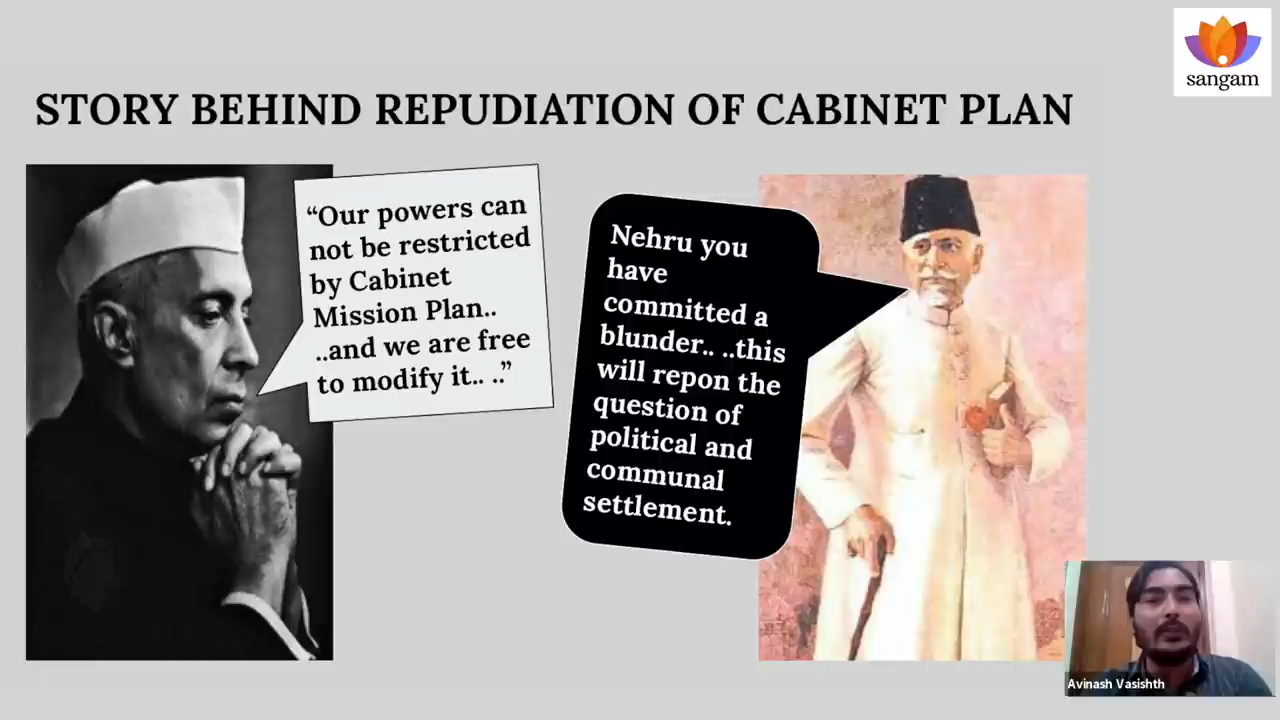 sangam
STORY BEHIND REPUDIATION OF CABINET PLAN
“Our powers can
not be restricted
by Cabinet
Mission Plan..
..and we are free
to modify it.. ..”
Nehru you
have
committed a
blunder.. ..this
will repon the
question of
political and
communal
settlement.
Avinash Vasishth